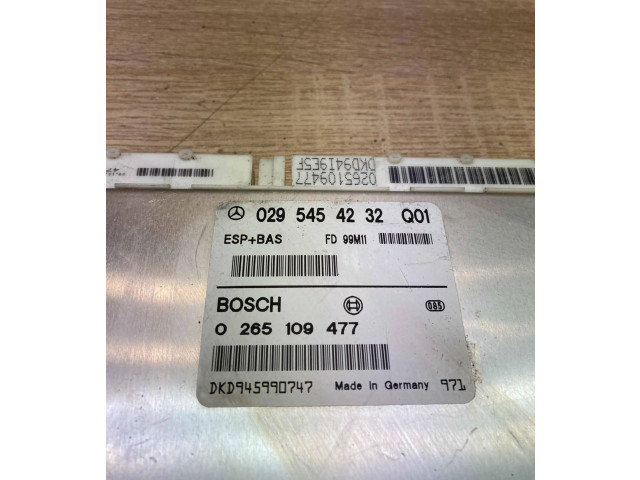 0265109477
DKD9419E5F
029 545 42 32 Q01
ESP+BAS FD 99M11
BOSCH
0 265 109 477
DKD945990747 Made in Germany 971